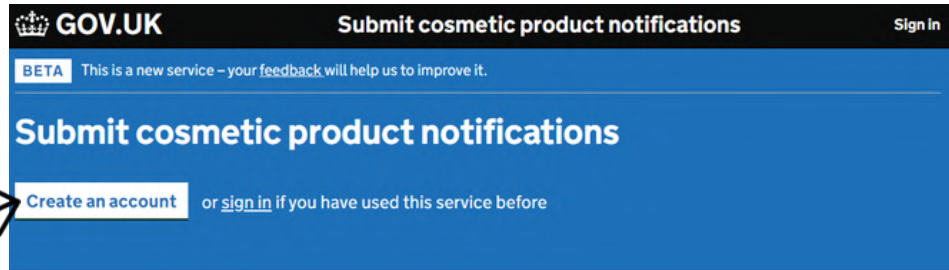 GOV.UK Submit cosmetic product notifications Sign in
BETA This is a new service – your feedback will help us to improve it.
Submit cosmetic product notifications
Create an account or sign in if you have used this service before